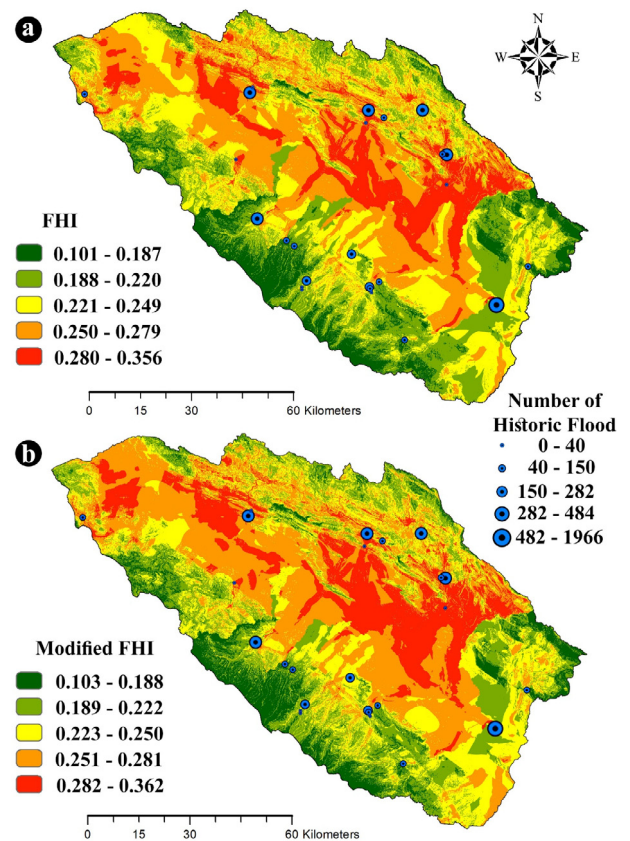 a
N
W E
S
FHI
0.101 - 0.187
0.188 - 0.220
0.221 - 0.249
0.250 - 0.279
0.280 - 0.356
0 15 30 60 Kilometers
Number of
Historic Flood
0 - 40
40 - 150
150 - 282
282 - 484
482 - 1966
b
Modified FHI
0.103 - 0.188
0.189 - 0.222
0.223 - 0.250
0.251 - 0.281
0.282 - 0.362
0 15 30 60 Kilometers